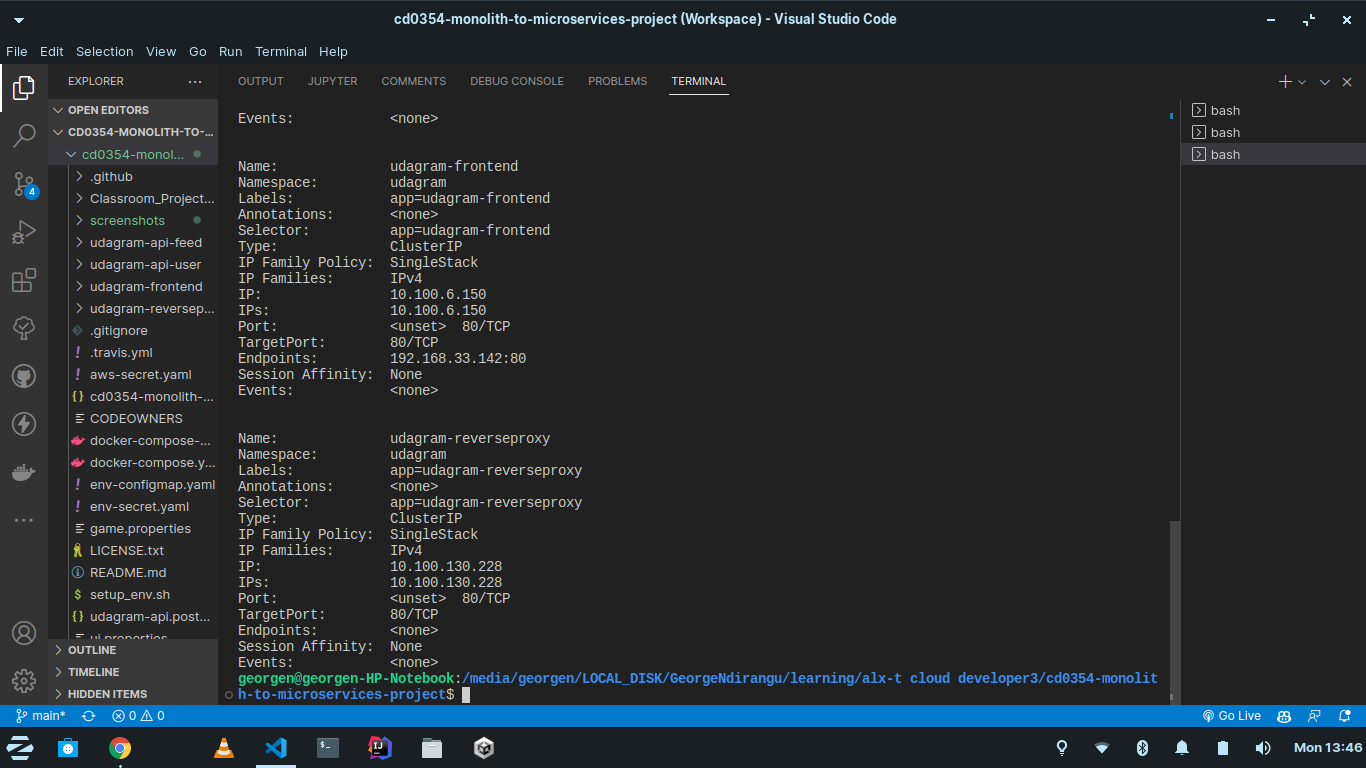 cd0354-monolith-to-microservices-project (Workspace) - Visual Studio Code
File Edit Selection View Go Run Terminal Help
EXPLORER ···
OPEN EDITORS
CD0354-MONOLITH-TO-...
cd0354-monol...
.github
Classroom_Project...
screenshots
udagram-api-feed
udagram-api-user
udagram-frontend
udagram-reversep...
.gitignore
.travis.yml
aws-secret.yaml
cd0354-monolith-...
CODEOWNERS
docker-compose-...
docker-compose.y...
env-configmap.yaml
env-secret.yaml
game.properties
LICENSE.txt
README.md
setup_env.sh
udagram-api.post...
ui.properties
OUTLINE
TIMELINE
HIDDEN ITEMS
4
OUTPUT JUPYTER COMMENTS DEBUG CONSOLE PROBLEMS TERMINAL
Events: <none>
Name: udagram-frontend
Namespace: udagram
Labels: app=udagram-frontend
Annotations: <none>
Selector: app=udagram-frontend
Type: ClusterIP
IP Family Policy: SingleStack
IP Families: IPv4
IP: 10.100.6.150
IPs: 10.100.6.150
Port: <unset> 80/TCP
TargetPort: 80/TCP
Endpoints: 192.168.33.142:80
Session Affinity: None
Events: <none>
Name: udagram-reverseproxy
Namespace: udagram
Labels: app=udagram-reverseproxy
Annotations: <none>
Selector: app=udagram-reverseproxy
Type: ClusterIP
IP Family Policy: SingleStack
IP Families: IPv4
IP: 10.100.130.228
IPs: 10.100.130.228
Port: <unset> 80/TCP
TargetPort: 80/TCP
Endpoints: <none>
Session Affinity: None
Events: <none>
georgen@georgen-HP-Notebook:/media/georgen/LOCAL_DISK/GeorgeNdirangu/learning/alx-t cloud developer3/cd0354-monolit
h-to-microservices-project$
bash
bash
bash
main* 0 0 Go Live
Mon 13:46